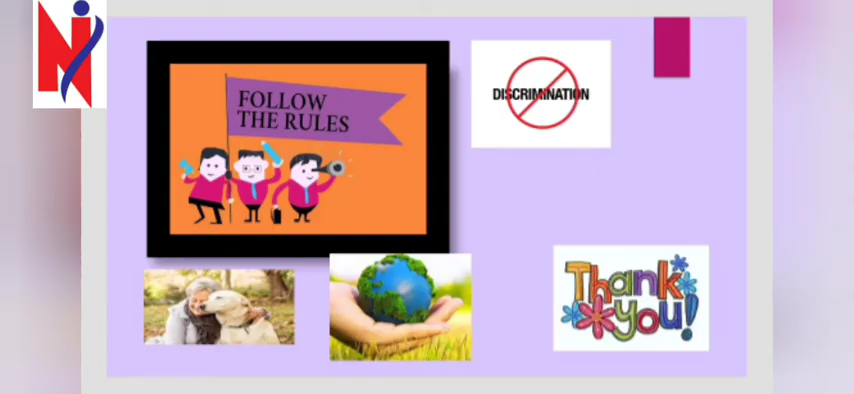 FOLLOW
THE RULES
DISCRIMINATION
Thank
you!